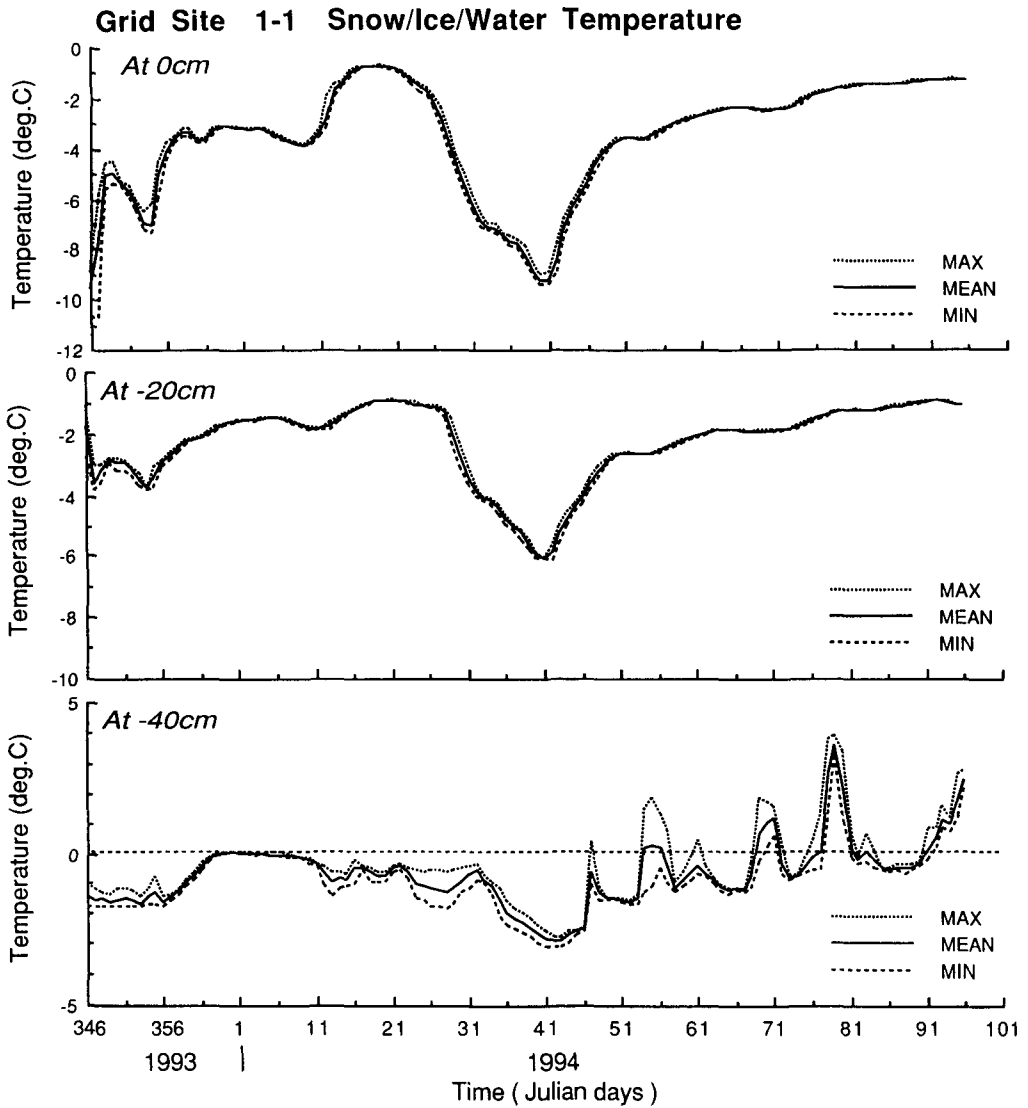 Grid Site 1-1 Snow/Ice/Water Temperature
At 0cm
Temperature (deg.C)
0
-2
-4
-6
-8
-10
-12
MAX
MEAN
MIN
At -20cm
Temperature (deg.C)
0
-2
-4
-6
-8
-10
MAX
MEAN
MIN
At -40cm
Temperature (deg.C)
5
0
-5
MAX
MEAN
MIN
346 356 1 11 21 31 41 51 61 71 81 91 101
1993 | 1994
Time ( Julian days )